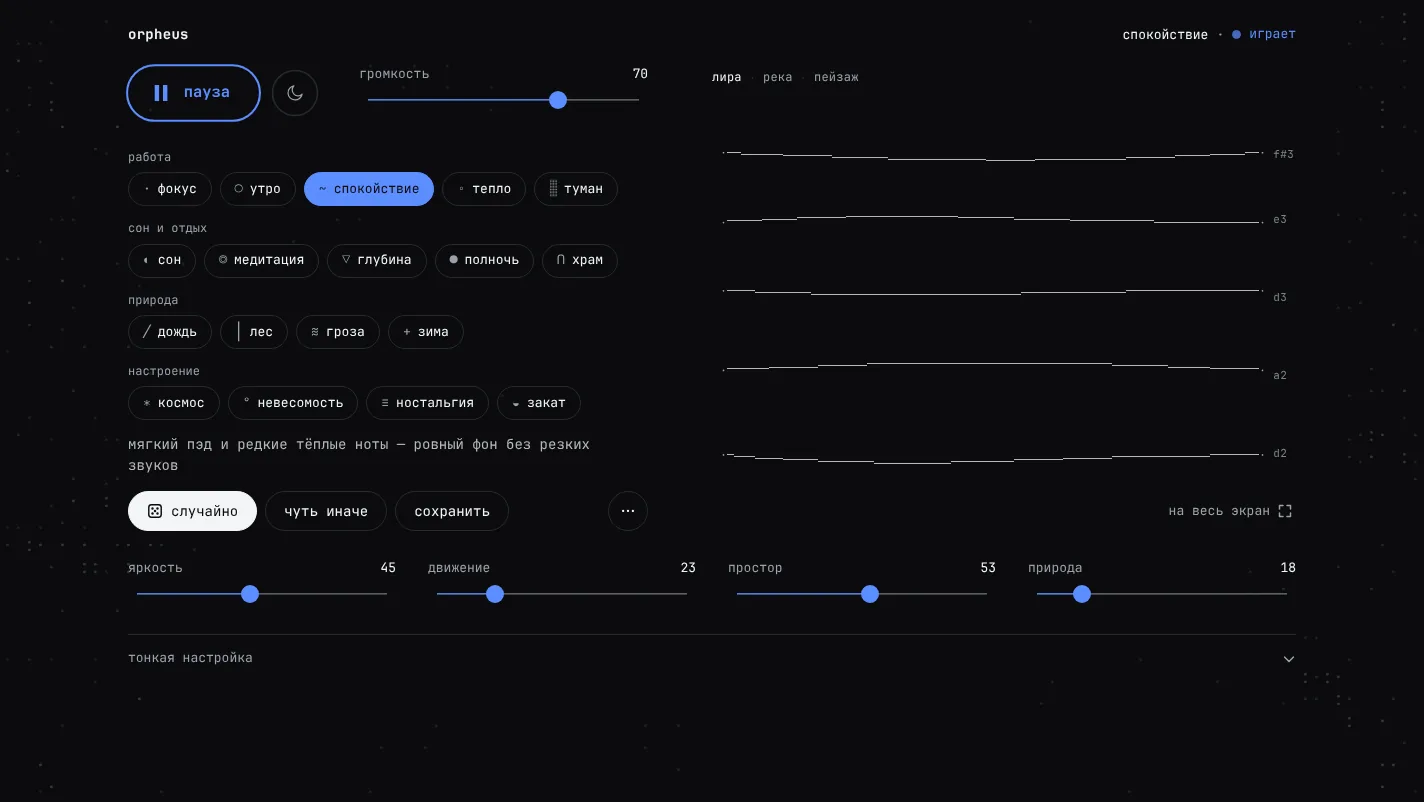 orpheus
спокойствие · играет
пауза
громкость 70
лира · река · пейзаж
работа
фокус утро ~ спокойствие тепло туман
сон и отдых
сон медитация глубина полночь храм
природа
дождь лес гроза + зима
настроение
космос невесомость ностальгия закат
мягкий пэд и редкие тёплые ноты — ровный фон без резких
звуков
f#3
e3
d3
a2
d2
случайно чуть иначе сохранить ...
на весь экран
яркость 45 движение 23 простор 53 природа 18
тонкая настройка